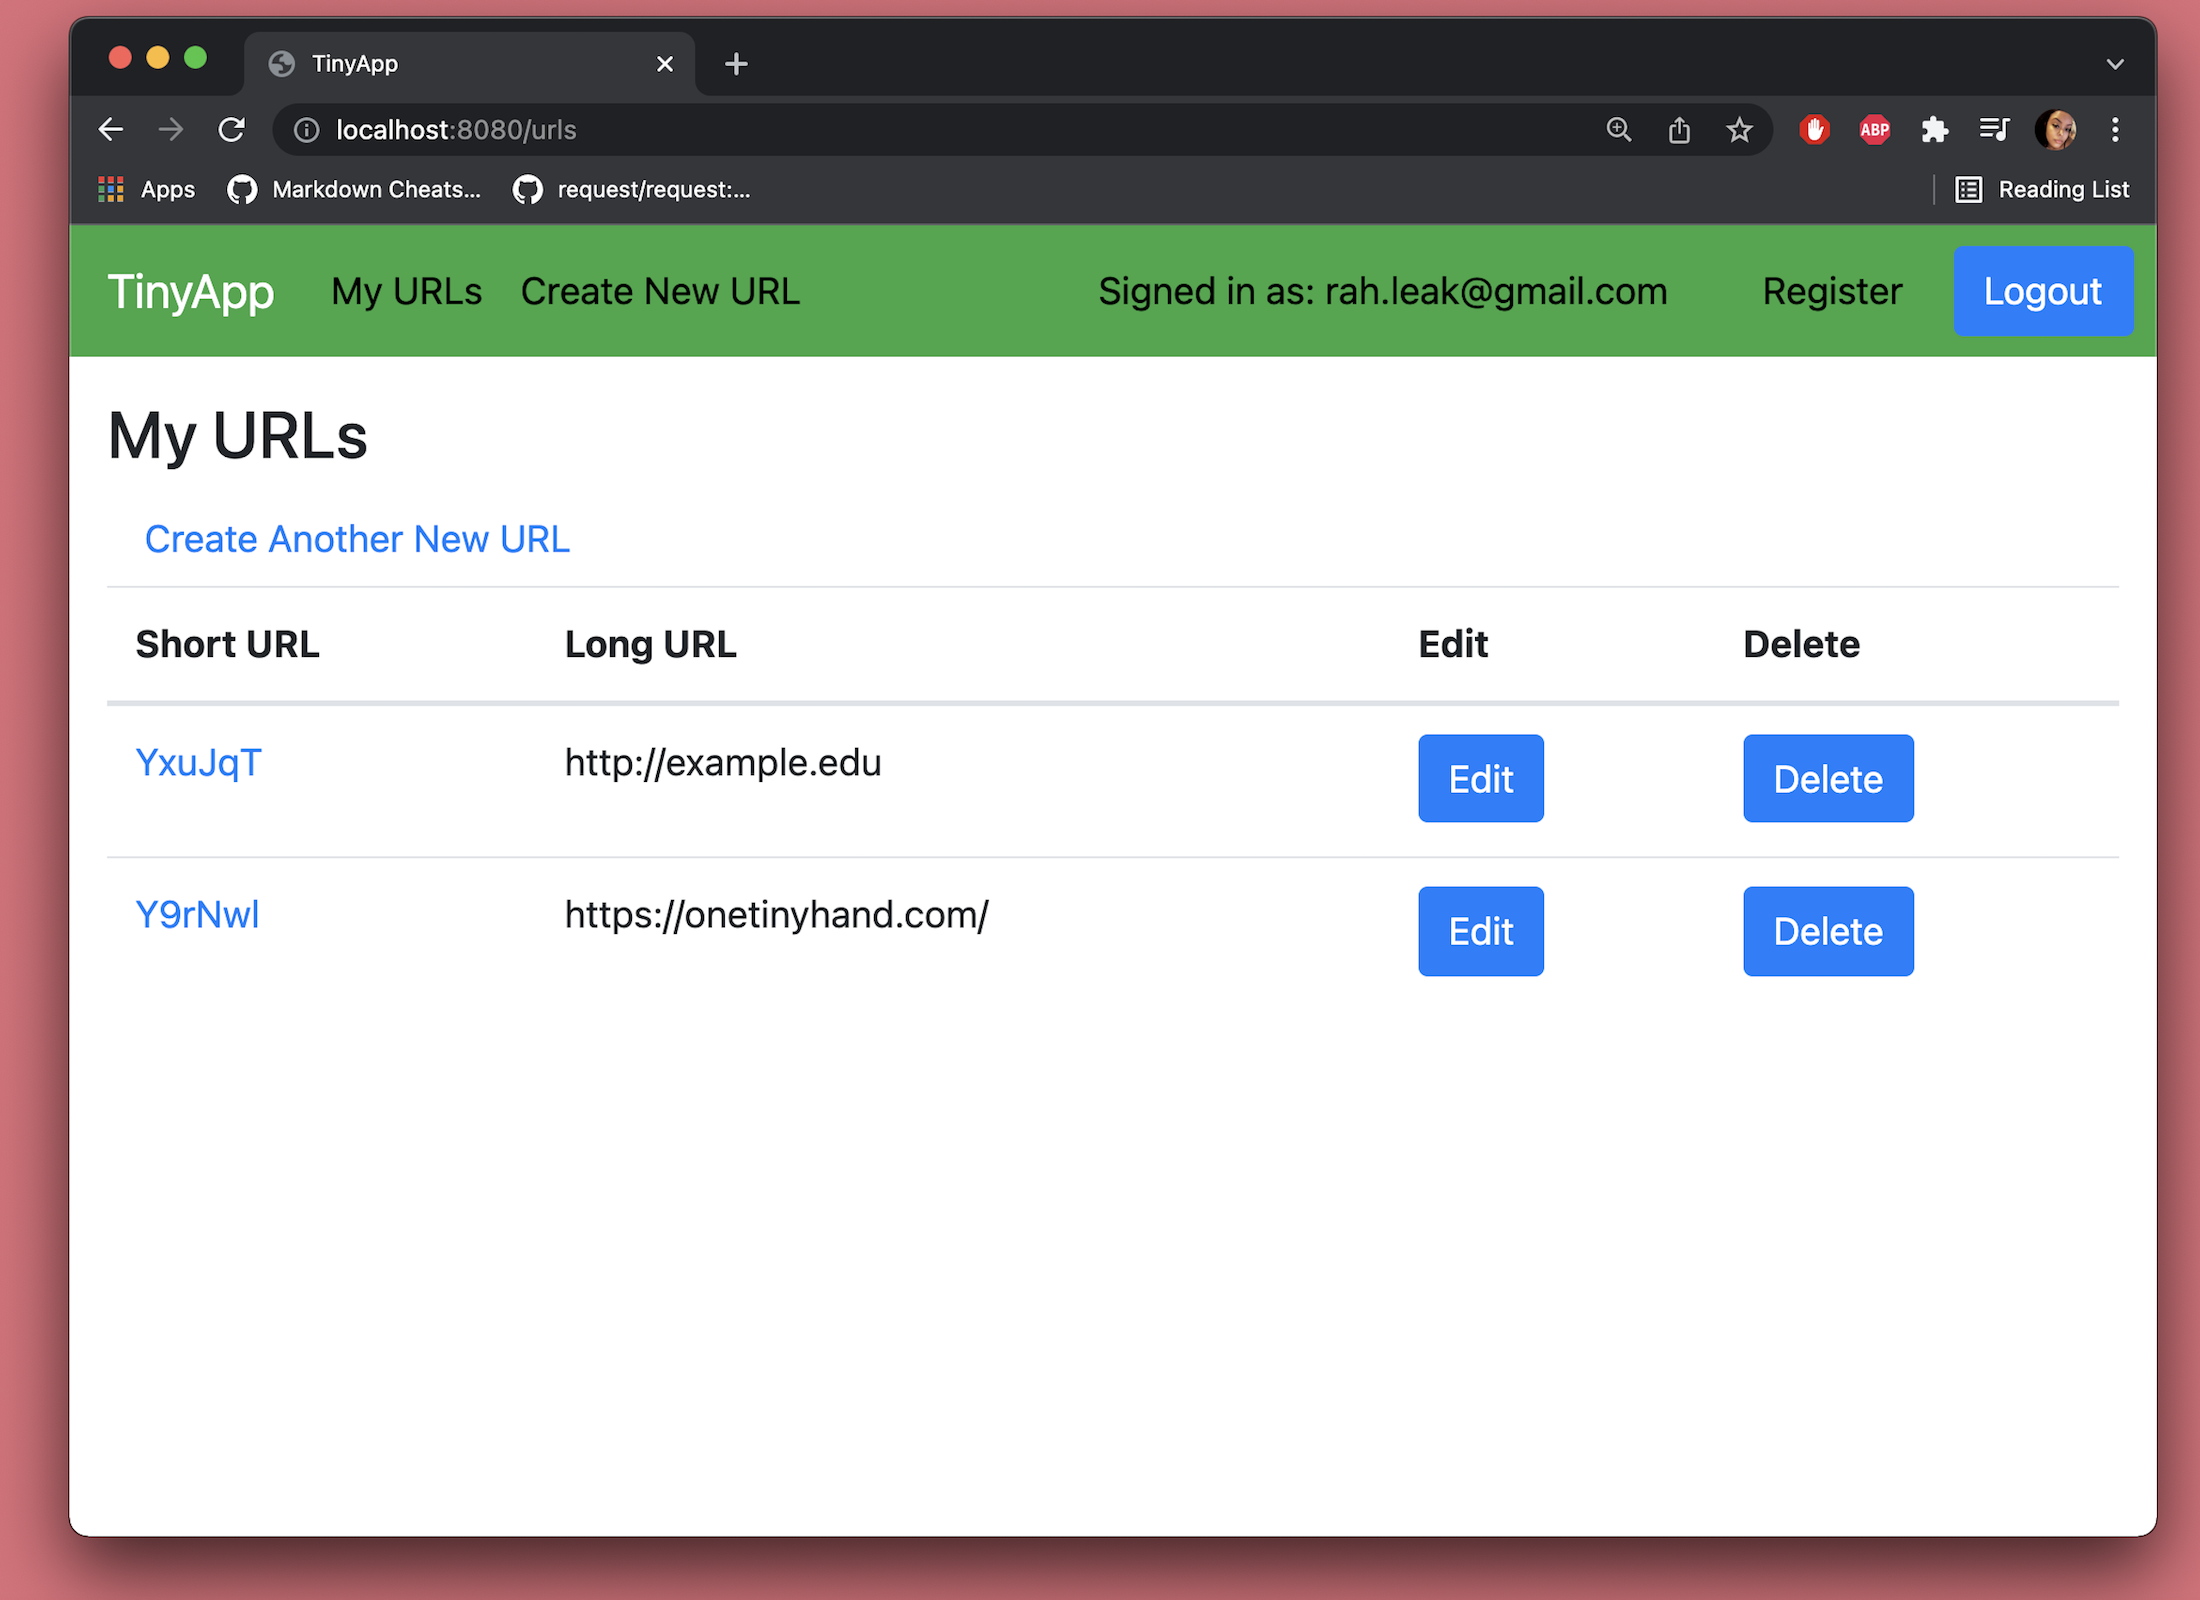 TinyApp
localhost:8080/urls
ABP
Apps Markdown Cheats... request/request:... Reading List
TinyApp My URLs Create New URL Signed in as: rah.leak@gmail.com Register Logout
My URLs
Create Another New URL
Short URL Long URL Edit Delete
YxuJqT http://example.edu Edit Delete
Y9rNwl https://onetinyhand.com/ Edit Delete